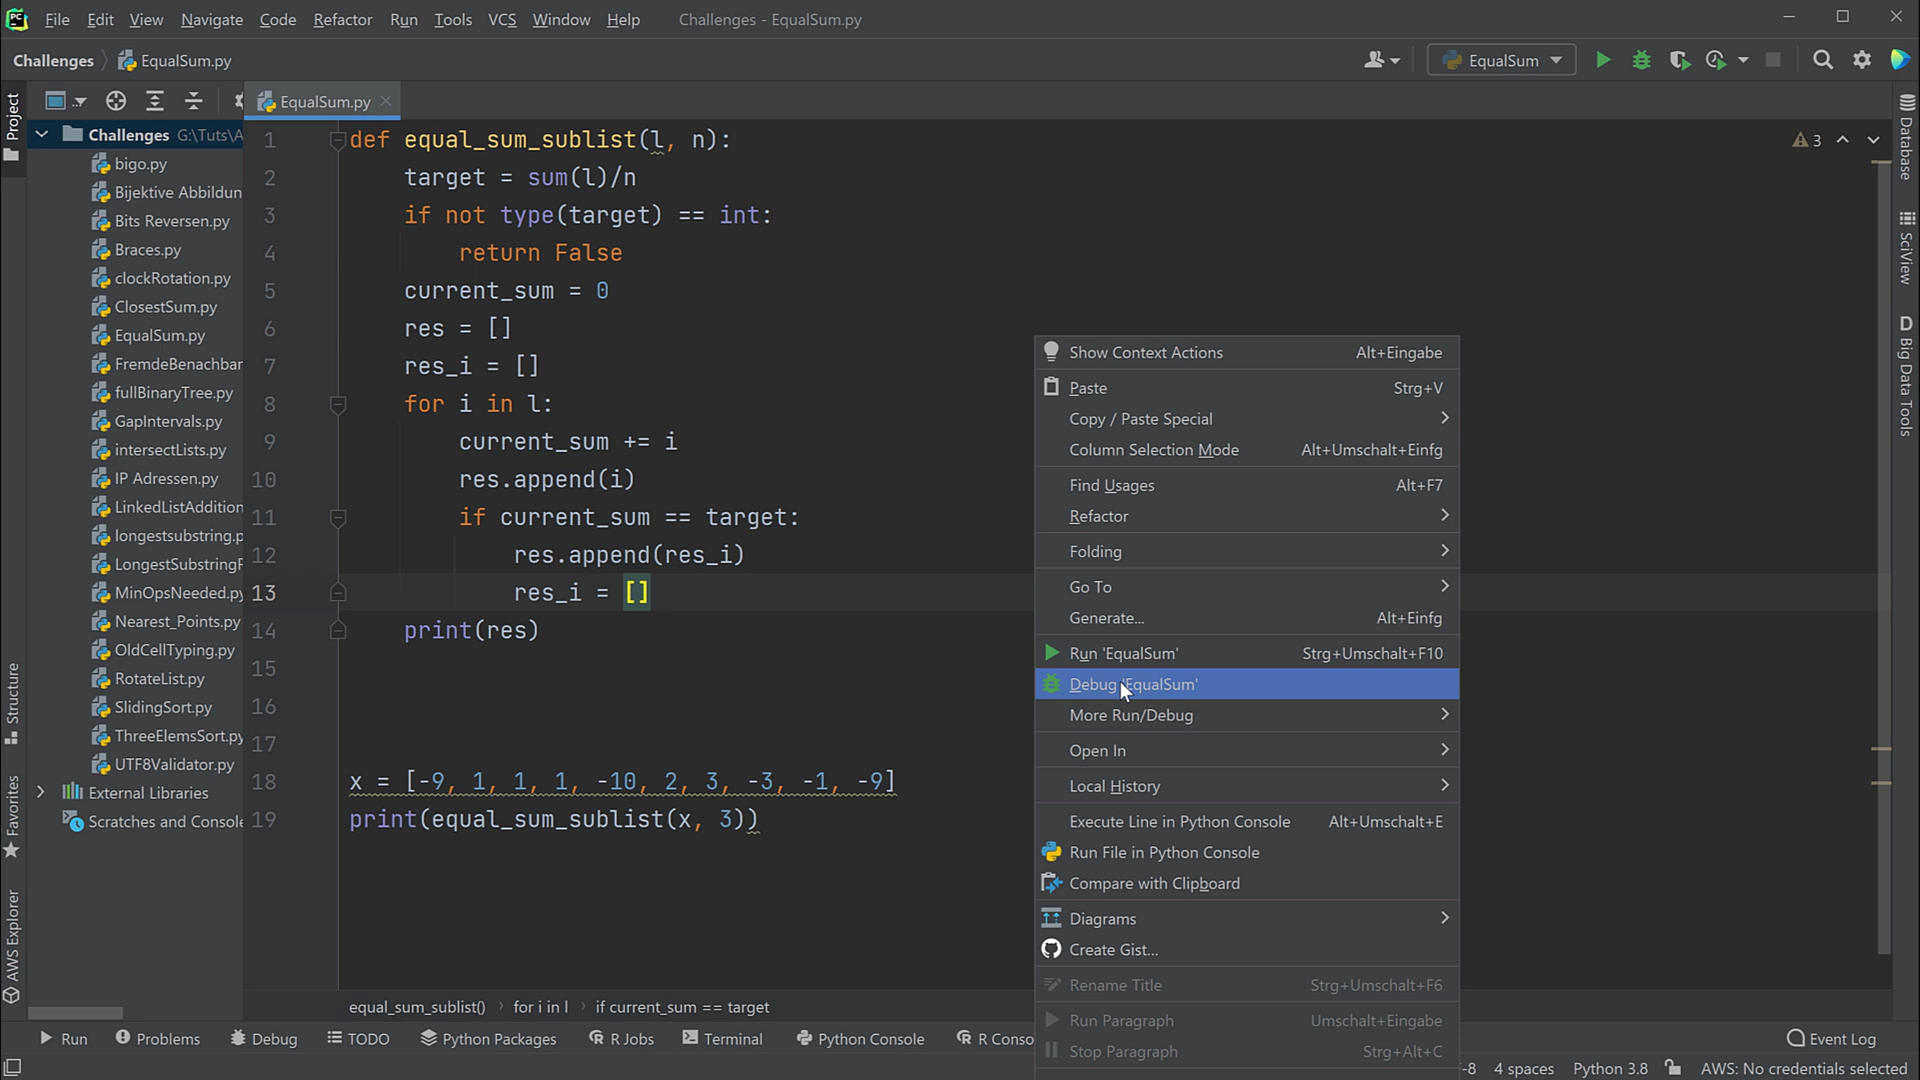 PC File Edit View Navigate Code Refactor Run Tools VCS Window Help Challenges - EqualSum.py
Challenges EqualSum.py EqualSum
Project
EqualSum.py
Challenges G:\Tuts\A
bigo.py
Bijektive Abbildun
Bits Reversen.py
Braces.py
clockRotation.py
ClosestSum.py
EqualSum.py
FremdeBenachbar
fullBinaryTree.py
GapIntervals.py
intersectLists.py
IP Adressen.py
LinkedListAddition
longestsubstring.p
LongestSubstringF
MinOpsNeeded.py
Nearest_Points.py
OldCellTyping.py
RotateList.py
SlidingSort.py
ThreeElemsSort.py
UTF8Validator.py
External Libraries
Scratches and Console
Structure
Favorites
AWS Explorer
1 def equal_sum_sublist(l, n):
2 target = sum(l)/n
3 if not type(target) == int:
4 return False
5 current_sum = 0
6 res = []
7 res_i = []
8 for i in l:
9 current_sum += i
10 res.append(i)
11 if current_sum == target:
12 res.append(res_i)
13 res_i = []
14 print(res)
15
16
17
18 x = [-9, 1, 1, 1, -10, 2, 3, -3, -1, -9]
19 print(equal_sum_sublist(x, 3))
3
Show Context Actions Alt+Eingabe
Paste Strg+V
Copy / Paste Special
Column Selection Mode Alt+Umschalt+Einfg
Find Usages Alt+F7
Refactor
Folding
Go To
Generate... Alt+Einfg
Run 'EqualSum' Strg+Umschalt+F10
Debug 'EqualSum'
More Run/Debug
Open In
Local History
Execute Line in Python Console Alt+Umschalt+E
Run File in Python Console
Compare with Clipboard
Diagrams
Create Gist...
Rename Title Strg+Umschalt+F6
Run Paragraph Umschalt+Eingabe
Stop Paragraph Strg+Alt+C
Database
SciView
D Big Data Tools
equal_sum_sublist() for i in l if current_sum == target
Run Problems Debug TODO Python Packages R Jobs Terminal Python Console R Conso Event Log
-8 4 spaces Python 3.8 AWS: No credentials selected